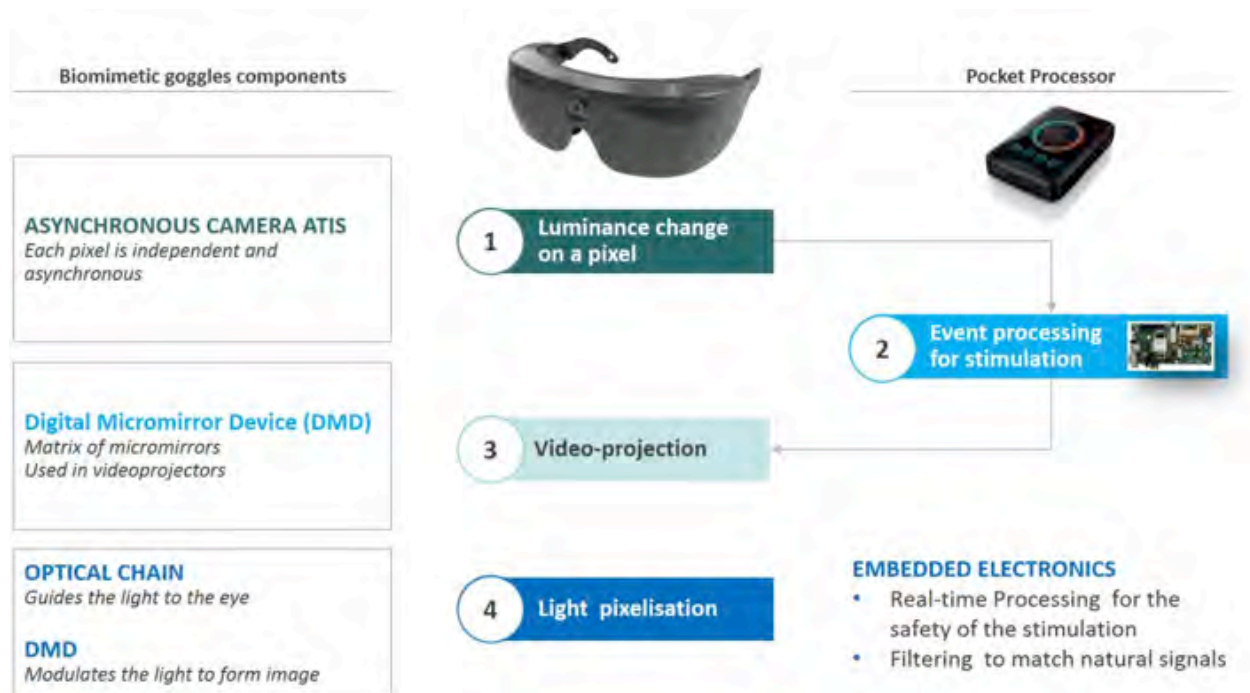 Biomimetic goggles components
Pocket Processor
ASYNCHRONOUS CAMERA ATIS
Each pixel is independent and
asynchronous
1
Luminance change
on a pixel
2
Event processing
for stimulation
Digital Micromirror Device (DMD)
Matrix of micromirrors
Used in videoprojectors
3
Video-projection
OPTICAL CHAIN
Guides the light to the eye
DMD
Modulates the light to form image
4
Light pixelisation
EMBEDDED ELECTRONICS
• Real-time Processing for the
safety of the stimulation
• Filtering to match natural signals